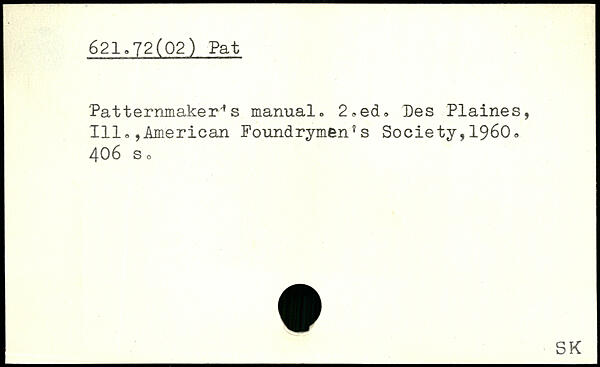 621.72(02) Pat
Patternmaker's manual. 2.ed. Des Plaines,
Ill.,American Foundrymen's Society,1960.
406 s.
SK